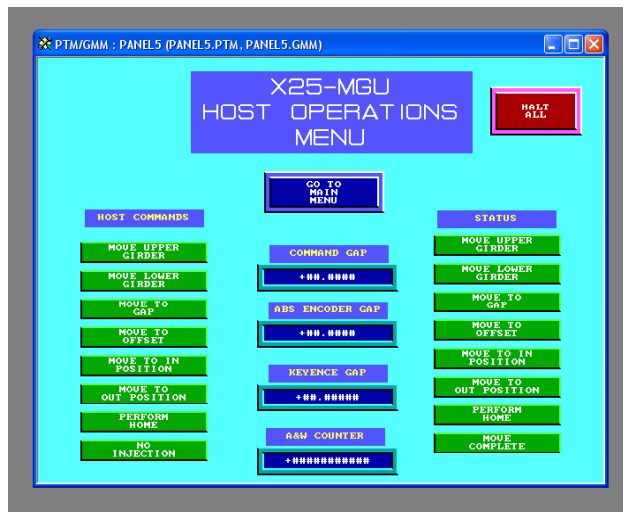 PTM/GMM : PANEL5 (PANEL5.PTM, PANEL5.GMM)
X25-MGU
HOST OPERATIONS
MENU
HALT
ALL
GO TO
MAIN
MENU
HOST COMMANDS
MOVE UPPER
GIRDER
MOVE LOWER
GIRDER
MOVE TO
GAP
MOVE TO
OFFSET
MOVE TO IN
POSITION
MOVE TO
OUT POSITION
PERFORM
HOME
NO
INJECTION
COMMAND GAP
+##.####
ABS ENCODER GAP
+##.####
KEYENCE GAP
+##.#####
A&W COUNTER
+###########
STATUS
MOVE UPPER
GIRDER
MOVE LOWER
GIRDER
MOVE TO
GAP
MOVE TO
OFFSET
MOVE TO IN
POSITION
MOVE TO
OUT POSITION
PERFORM
HOME
MOVE
COMPLETE